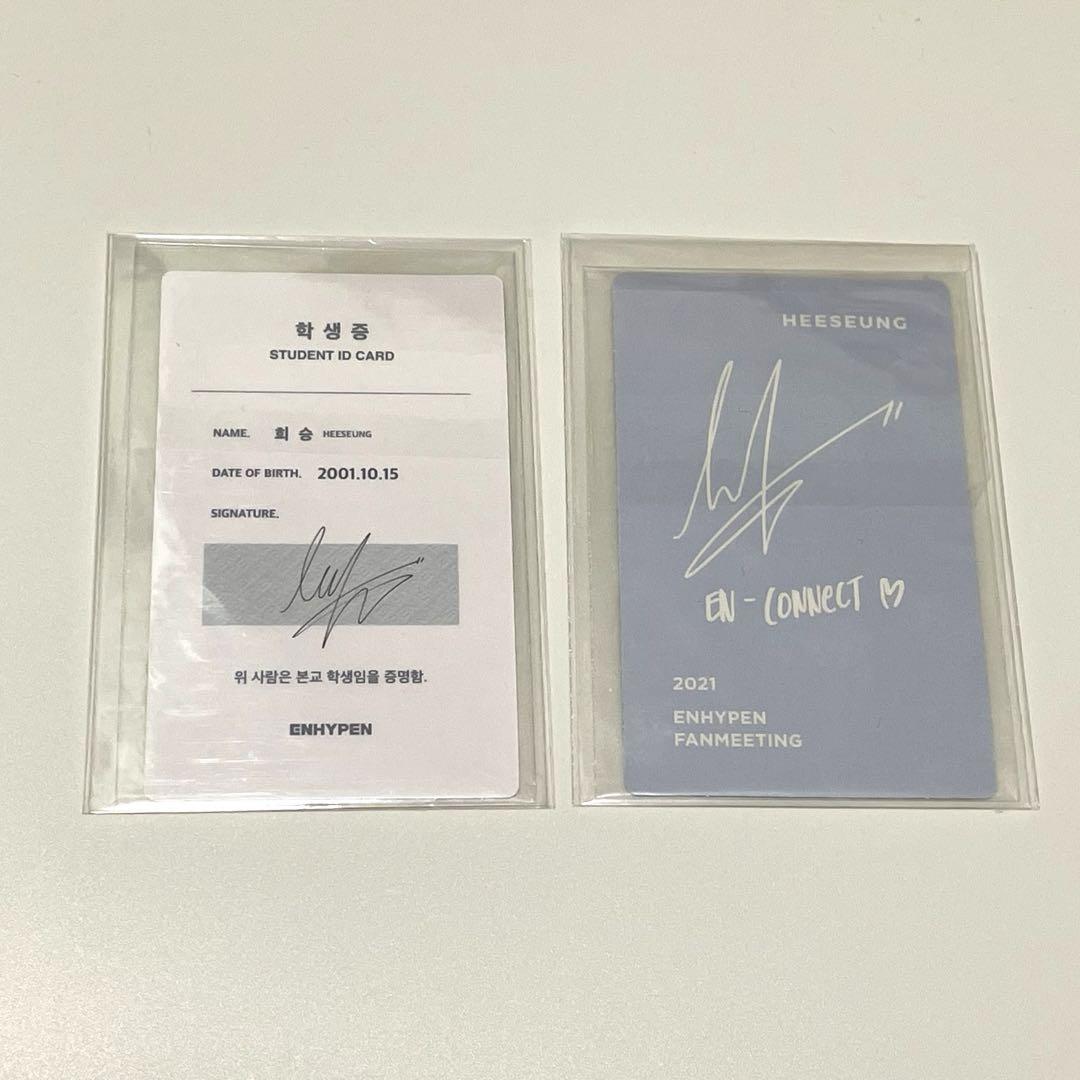 학생증
STUDENT ID CARD
NAME. 희승 HEESEUNG
DATE OF BIRTH. 2001.10.15
SIGNATURE.
위 사람은 본교 학생임을 증명함.
ENHYPEN
HEESEUNG
EN-CONNECT ♡
2021
ENHYPEN
FANMEETING